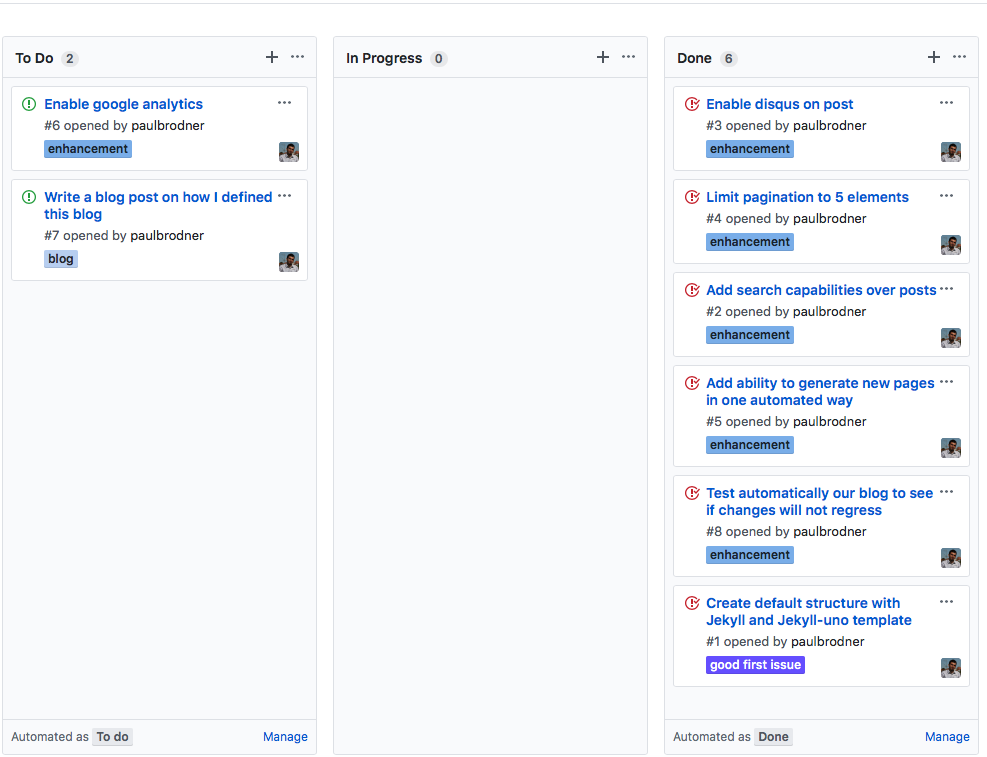 To Do 2
Enable google analytics
#6 opened by paulbrodner
enhancement
Write a blog post on how I defined
this blog
#7 opened by paulbrodner
blog
Automated as To do Manage
In Progress 0
Done 6
Enable disqus on post
#3 opened by paulbrodner
enhancement
Limit pagination to 5 elements
#4 opened by paulbrodner
enhancement
Add search capabilities over posts
#2 opened by paulbrodner
enhancement
Add ability to generate new pages
in one automated way
#5 opened by paulbrodner
enhancement
Test automatically our blog to see
if changes will not regress
#8 opened by paulbrodner
enhancement
Create default structure with
Jekyll and Jekyll-uno template
#1 opened by paulbrodner
good first issue
Automated as Done Manage